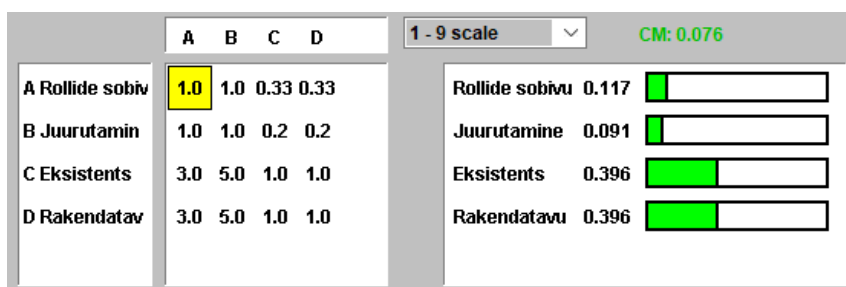 A B C D
1 - 9 scale
CM: 0.076
A Rollide sobiv 1.0 1.0 0.33 0.33
B Juurutamin 1.0 1.0 0.2 0.2
C Eksistents 3.0 5.0 1.0 1.0
D Rakendatav 3.0 5.0 1.0 1.0
Rollide sobivu 0.117
Juurutamine 0.091
Eksistents 0.396
Rakendatavu 0.396